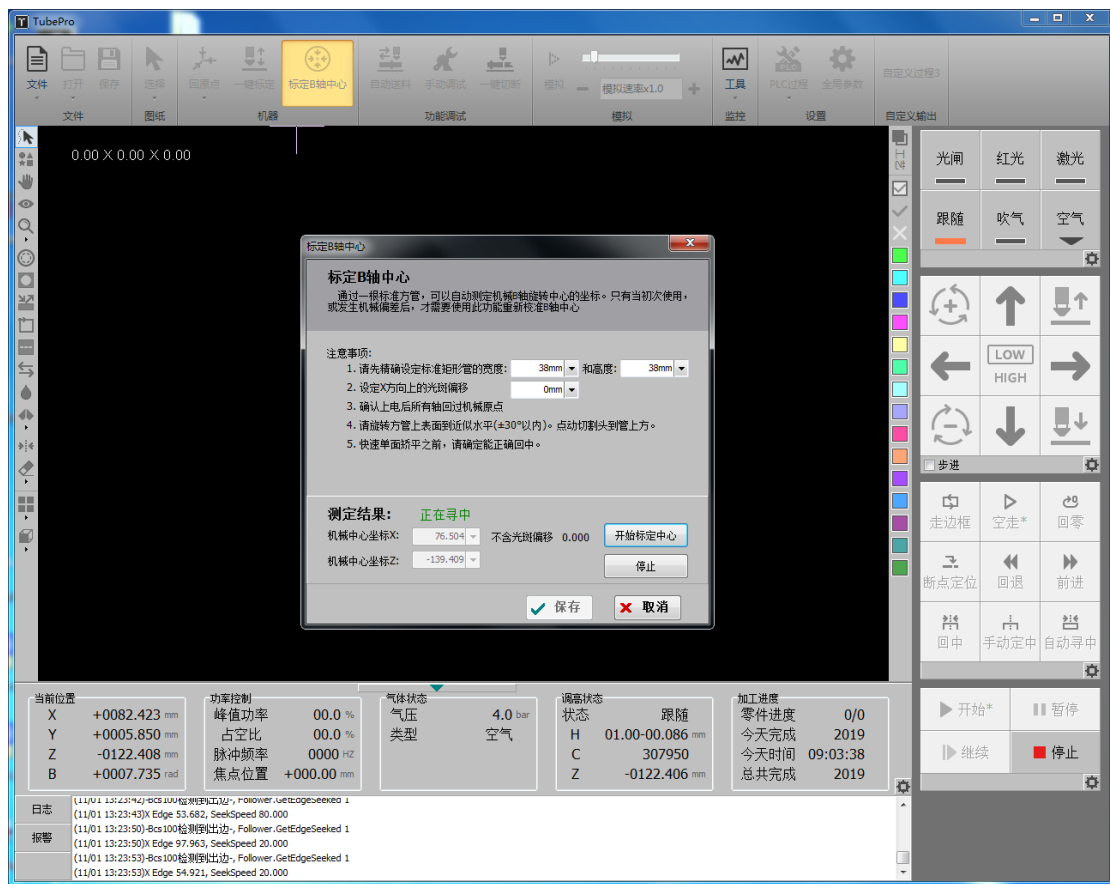 TubePro
文件 打开 保存 选择 回原点 一键标定 标定B轴中心 自动送料 手动调试 一键切断 模拟 模拟速率x1.0 工具 PLC过程 全局参数 自定义过程3
文件 图纸 机器 功能调试 模拟 监控 设置 自定义输出
0.00 X 0.00 X 0.00
光闸 红光 激光
跟随 吹气 空气
LOW
HIGH
步进
走边框 空走* 回零
断点定位 回退 前进
回中 手动定中 自动寻中
开始* 暂停
继续 停止
标定B轴中心
标定B轴中心
通过一根标准方管，可以自动测定机械B轴旋转中心的坐标。只有当初次使用，
或发生机械偏差后，才需要使用此功能重新校准B轴中心
注意事项:
1. 请先精确设定标准矩形管的宽度: 38mm 和高度: 38mm
2. 设定X方向上的光斑偏移 0mm
3. 确认上电后所有轴回过机械原点
4. 请旋转方管上表面到近似水平(±30°以内)。点动切割头到管上方。
5. 快速单面矫平之前，请确定能正确回中。
测定结果: 正在寻中
机械中心坐标X: 76.504 不含光斑偏移 0.000 开始标定中心
机械中心坐标Z: -139.409 停止
保存 取消
当前位置 功率控制 气体状态 调高状态 加工进度
X +0082.423 mm 峰值功率 00.0 % 气压 4.0 bar 状态 跟随 零件进度 0/0
Y +0005.850 mm 占空比 00.0 % 类型 空气 H 01.00-00.086 mm 今天完成 2019
Z -0122.408 mm 脉冲频率 0000 HZ C 307950 今天时间 09:03:38
B +0007.735 rad 焦点位置 +000.00 mm Z -0122.406 mm 总共完成 2019
日志
报警
(11/01 13:23:42)-Bcs100检测到出边-, Follower.GetEdgeSeeked 1
(11/01 13:23:43)X Edge 53.682, SeekSpeed 80.000
(11/01 13:23:50)-Bcs100检测到出边-, Follower.GetEdgeSeeked 1
(11/01 13:23:50)X Edge 97.963, SeekSpeed 20.000
(11/01 13:23:53)-Bcs100检测到出边-, Follower.GetEdgeSeeked 1
(11/01 13:23:53)X Edge 54.921, SeekSpeed 20.000